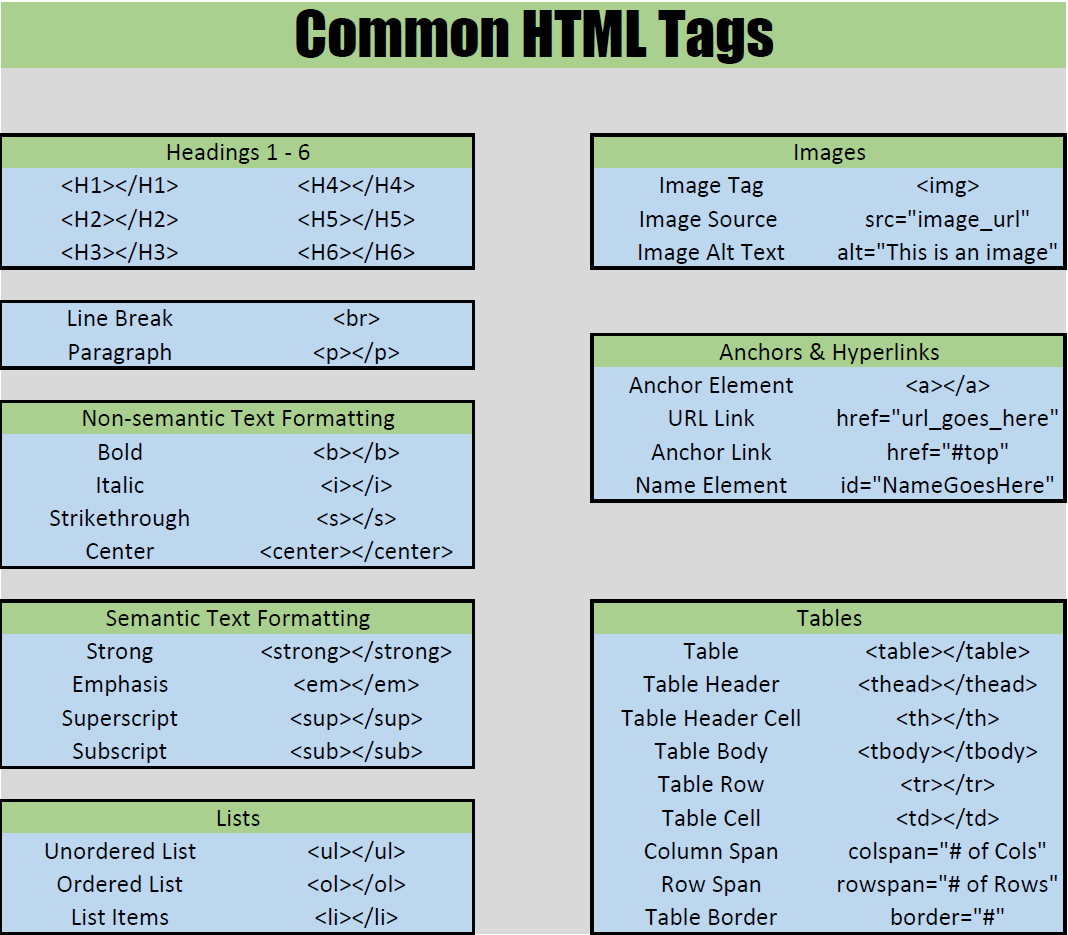 Common HTML Tags
Headings 1 - 6
<H1></H1> <H4></H4>
<H2></H2> <H5></H5>
<H3></H3> <H6></H6>
Line Break <br>
Paragraph <p></p>
Non-semantic Text Formatting
Bold <b></b>
Italic <i></i>
Strikethrough <s></s>
Center <center></center>
Semantic Text Formatting
Strong <strong></strong>
Emphasis <em></em>
Superscript <sup></sup>
Subscript <sub></sub>
Lists
Unordered List <ul></ul>
Ordered List <ol></ol>
List Items <li></li>
Images
Image Tag <img>
Image Source src="image_url"
Image Alt Text alt="This is an image"
Anchors & Hyperlinks
Anchor Element <a></a>
URL Link href="url_goes_here"
Anchor Link href="#top"
Name Element id="NameGoesHere"
Tables
Table <table></table>
Table Header <thead></thead>
Table Header Cell <th></th>
Table Body <tbody></tbody>
Table Row <tr></tr>
Table Cell <td></td>
Column Span colspan="# of Cols"
Row Span rowspan="# of Rows"
Table Border border="#"